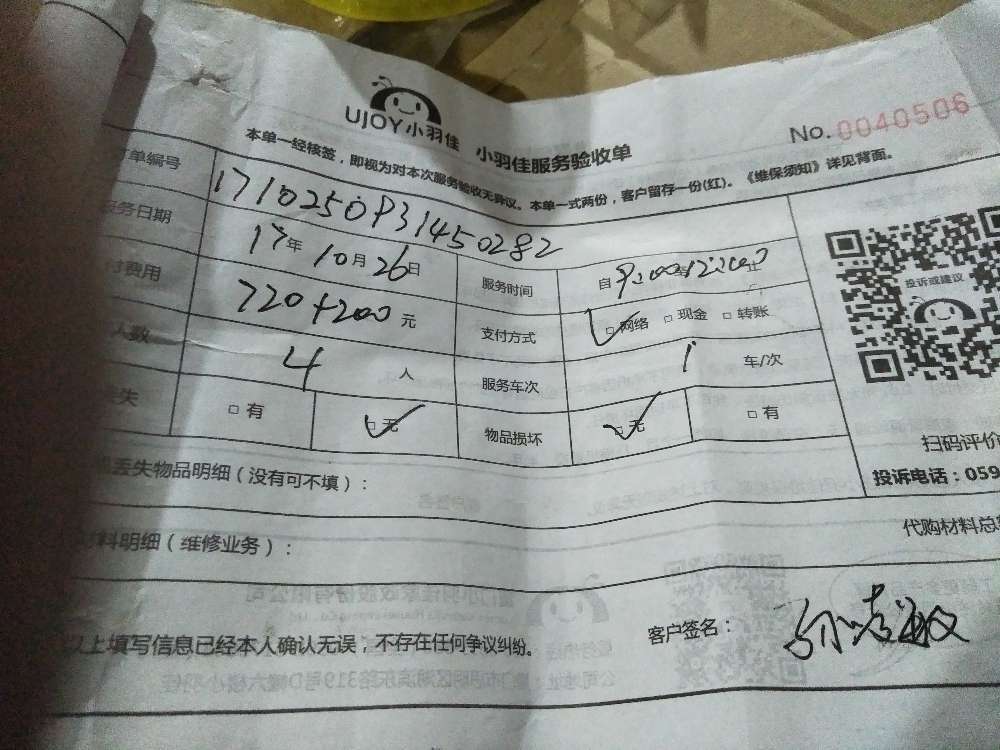 UJOY小羽佳 小羽佳服务验收单 No.0040506
本单一经核签，即视为对本次服务验收无异议。本单一式两份，客户留存一份(红)。《维保须知》详见背面。
单编号 171025
务日期 17年10月26日 服务时间 自
费用 720+200元 支付方式 □网络 □现金 □转账
人数 4人 服务车次 1车/次
失 □有 □无 物品损坏 □无 □有
投诉或建议
扫码评价
丢失物品明细（没有可不填）：
投诉电话：059
料明细（维修业务）：
代购材料总
以上填写信息已经本人确认无误，不存在任何争议纠纷。
客户签名：